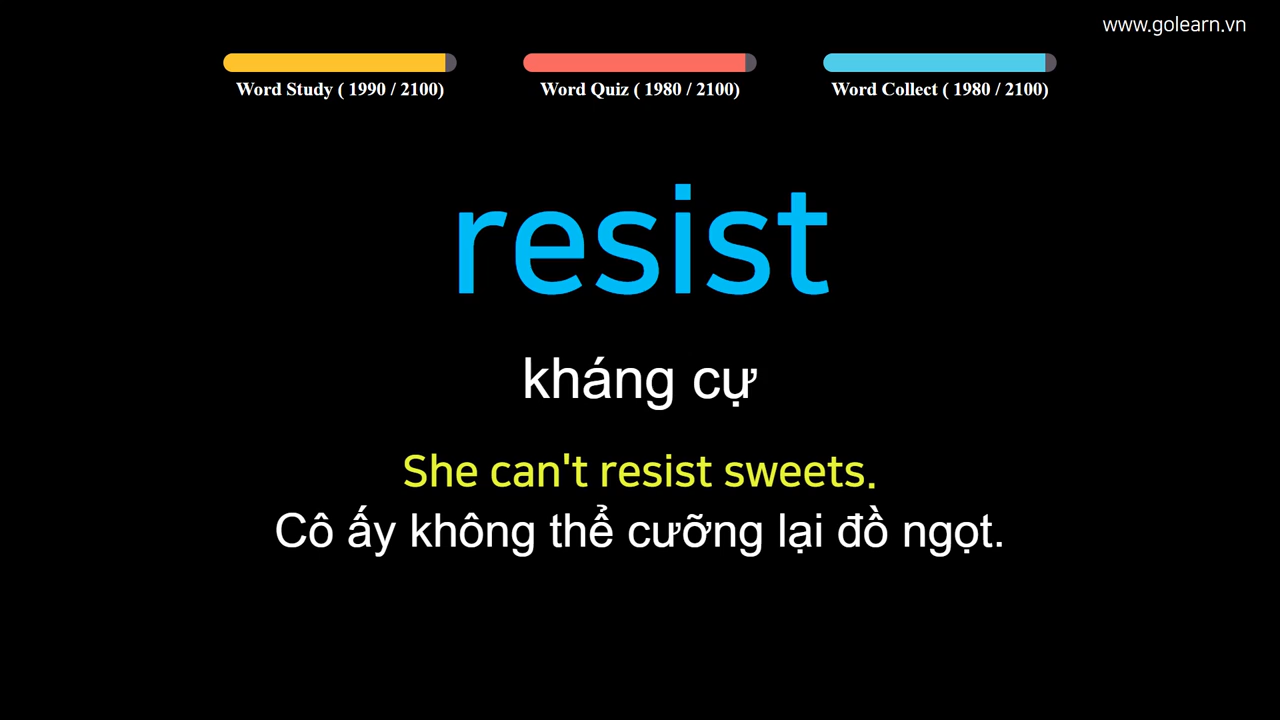 www.golearn.vn
Word Study ( 1990 / 2100)
Word Quiz ( 1980 / 2100)
Word Collect ( 1980 / 2100)
resist
kháng cự
She can't resist sweets.
Cô ấy không thể cưỡng lại đồ ngọt.